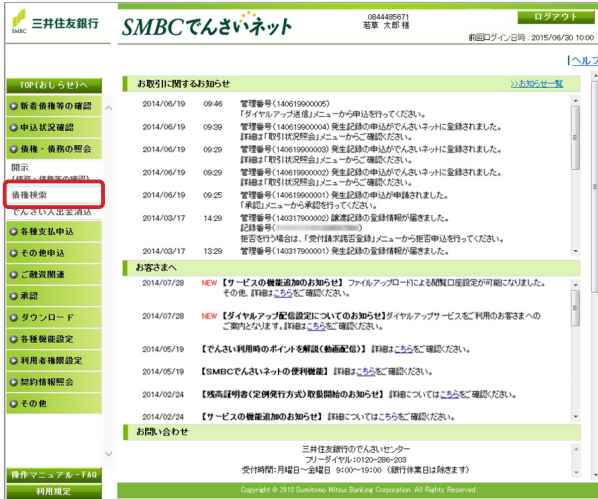 三井住友銀行
SMBC
SMBCでんさいネット
0844485671
若草 太郎 様
ログアウト
前回ログイン日時：2015/06/30 10:00
ヘルプ
TOP(おしらせ)へ
新着債権等の確認
申込状況確認
債権・債務の照会
開示
(債務・債権等の確認)
債権検索
でんさい入出金消込
各種支払申込
その他申込
ご融資関連
承認
ダウンロード
各種機能設定
利用者権限設定
契約情報照会
その他
操作マニュアル・FAQ
利用規定
お取引に関するお知らせ
>>お知らせ一覧
2014/06/19 09:46 管理番号(140619900005)
「ダイヤルアップ送信」メニューから申込を行ってください。
2014/06/19 09:39 管理番号(140619900004) 発生記録の申込がでんさいネットに登録されました。
詳細は「取引状況照会」メニューからご確認ください。
2014/06/19 09:29 管理番号(140619900003) 発生記録の申込がでんさいネットに登録されました。
詳細は「取引状況照会」メニューからご確認ください。
2014/06/19 09:29 管理番号(140619900002) 発生記録の申込がでんさいネットに登録されました。
詳細は「取引状況照会」メニューからご確認ください。
2014/06/19 09:25 管理番号(140619900001) 発生記録の申込が申請されました。
「承認」メニューから承認を行ってください。
2014/03/17 14:29 管理番号(140317900002) 譲渡記録の登録情報が届きました。
記録番号(
拒否を行う場合は、「受付請求諾否登録」メニューから拒否申込を行ってください。
2014/03/17 13:29 管理番号(140317900001) 発生記録の登録情報が届きました。
お客さまへ
2014/07/28 NEW 【サービスの機能追加のお知らせ】 ファイルアップロードによる閲覧口座設定が可能になりました。
その他、詳細はこちらをご確認ください。
2014/07/28 NEW 【ダイヤルアップ配信設定についてのお知らせ】ダイヤルアップサービスをご利用のお客さまへの
ご案内となります。詳細はこちらをご確認ください。
2014/05/19 【でんさい利用時のポイントを解説(動画配信)】 詳細はこちらをご確認ください。
2014/05/19 【SMBCでんさいネットの便利機能】 詳細はこちらをご確認ください。
2014/02/24 【残高証明書(定例発行方式)取扱開始のお知らせ】 詳細についてはこちらをご確認ください。
2014/02/24 【サービスの機能追加のお知らせ】 詳細についてはこちらをご確認ください。
お問い合わせ
三井住友銀行のでんさいセンター
フリーダイヤル:0120-286-203
受付時間:月曜日～金曜日 9:00～19:00 (銀行休業日は除きます)
Copyright © 2013 Sumitomo Mitsui Banking Corporation. All Rights Reserved.